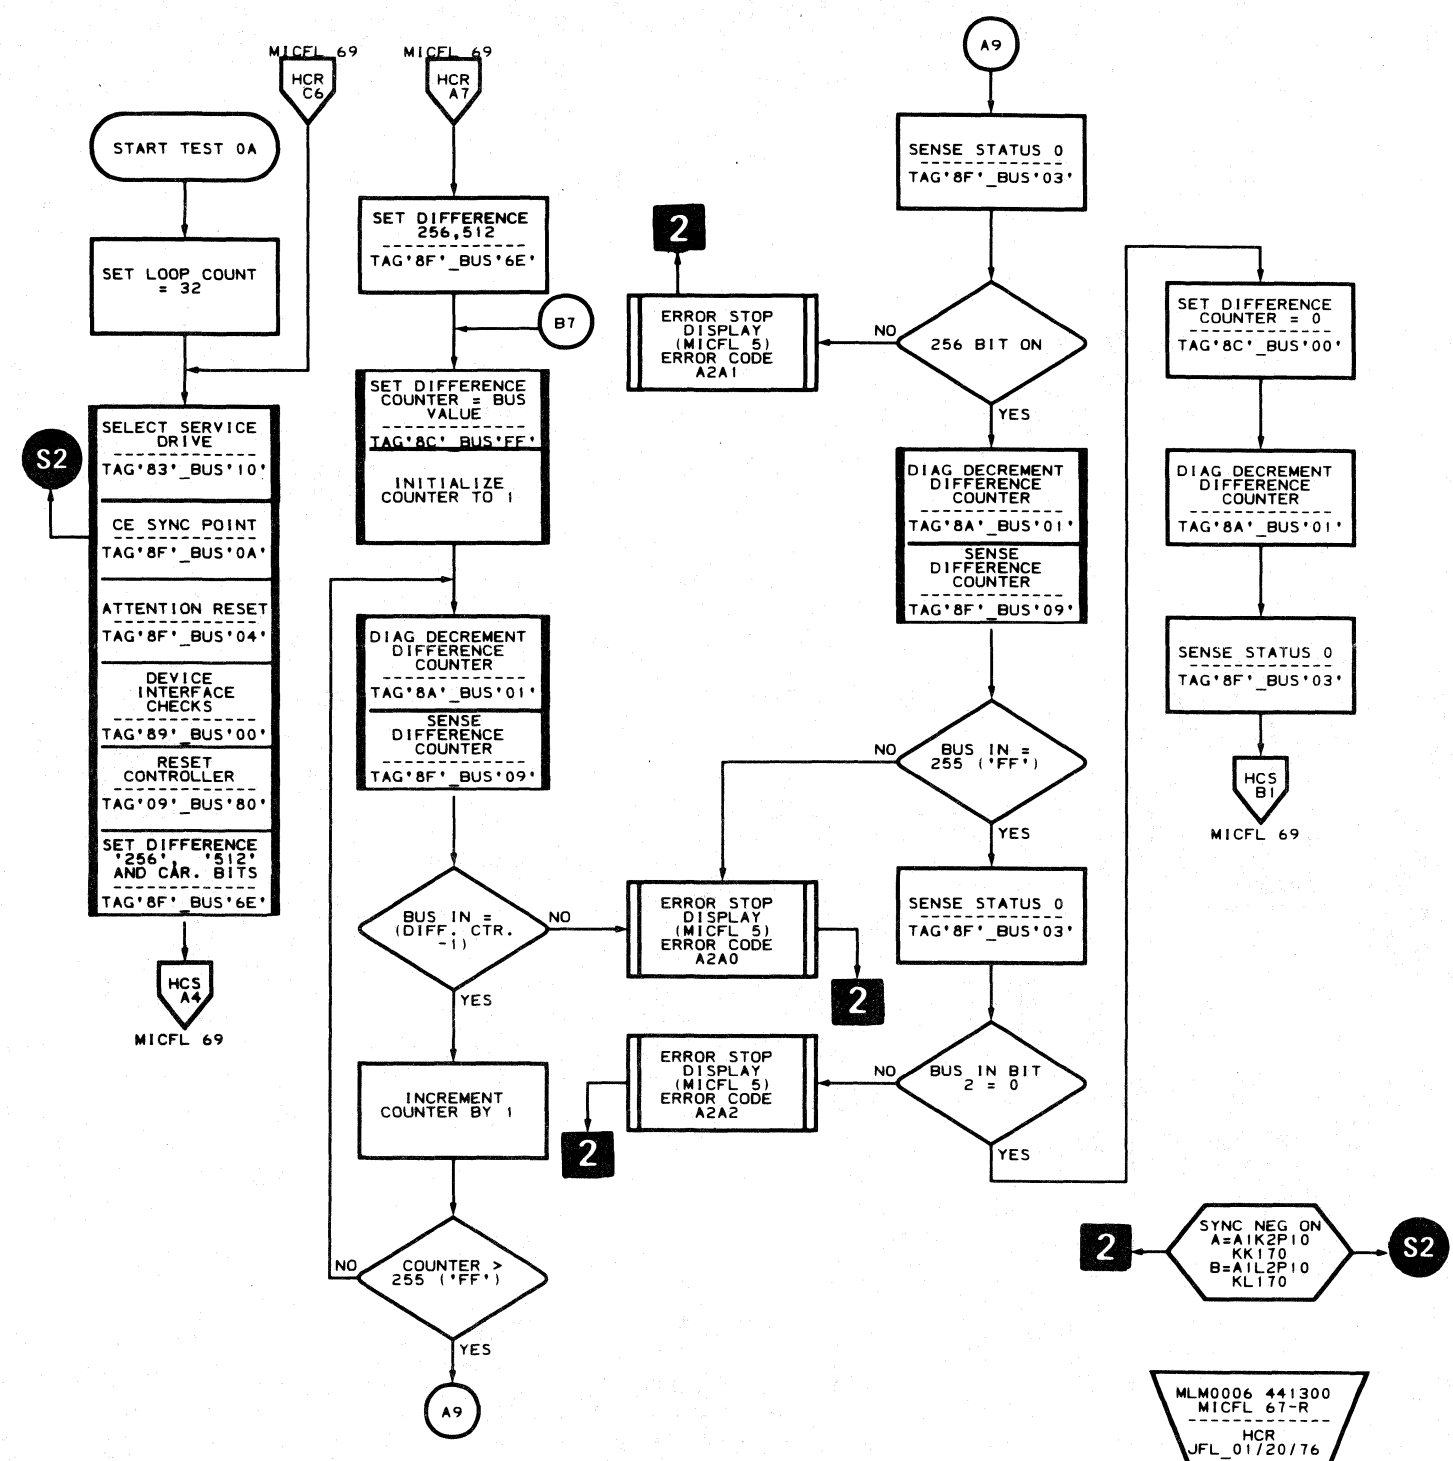 MICFL 69
HCR
C6
START TEST 0A
SET LOOP COUNT
= 32
SELECT SERVICE
DRIVE
TAG'83'_BUS'10'
S2
CE SYNC POINT
TAG'8F'_BUS'0A'
ATTENTION RESET
TAG'8F'_BUS'04'
DEVICE
INTERFACE
CHECKS
TAG'89'_BUS'00'
RESET
CONTROLLER
TAG'09'_BUS'80'
SET DIFFERENCE
'256', '512'
AND CAR. BITS
TAG'8F'_BUS'6E'
HCS
A4
MICFL 69
MICFL 69
HCR
A7
SET DIFFERENCE
256,512
TAG'8F'_BUS'6E'
B7
SET DIFFERENCE
COUNTER = BUS
VALUE
TAG'8C'_BUS'FF'
INITIALIZE
COUNTER TO 1
DIAG DECREMENT
DIFFERENCE
COUNTER
TAG'8A'_BUS'01'
SENSE
DIFFERENCE
COUNTER
TAG'8F'_BUS'09'
BUS IN =
(DIFF. CTR.
-1)
NO
YES
INCREMENT
COUNTER BY 1
COUNTER >
255 ('FF')
NO
YES
A9
2
ERROR STOP
DISPLAY
(MICFL 5)
ERROR CODE
A2A1
ERROR STOP
DISPLAY
(MICFL 5)
ERROR CODE
A2A0
2
ERROR STOP
DISPLAY
(MICFL 5)
ERROR CODE
A2A2
2
A9
SENSE STATUS 0
TAG'8F'_BUS'03'
256 BIT ON
NO
YES
DIAG DECREMENT
DIFFERENCE
COUNTER
TAG'8A'_BUS'01'
SENSE
DIFFERENCE
COUNTER
TAG'8F'_BUS'09'
BUS IN =
255 ('FF')
NO
YES
SENSE STATUS 0
TAG'8F'_BUS'03'
BUS IN BIT
2 = 0
NO
YES
SET DIFFERENCE
COUNTER = 0
TAG'8C'_BUS'00'
DIAG DECREMENT
DIFFERENCE
COUNTER
TAG'8A'_BUS'01'
SENSE STATUS 0
TAG'8F'_BUS'03'
HCS
B1
MICFL 69
2
SYNC NEG ON
A=A1K2P10
KK170
B=A1L2P10
KL170
S2
MLM0006 441300
MICFL 67-R
HCR
JFL_01/20/76